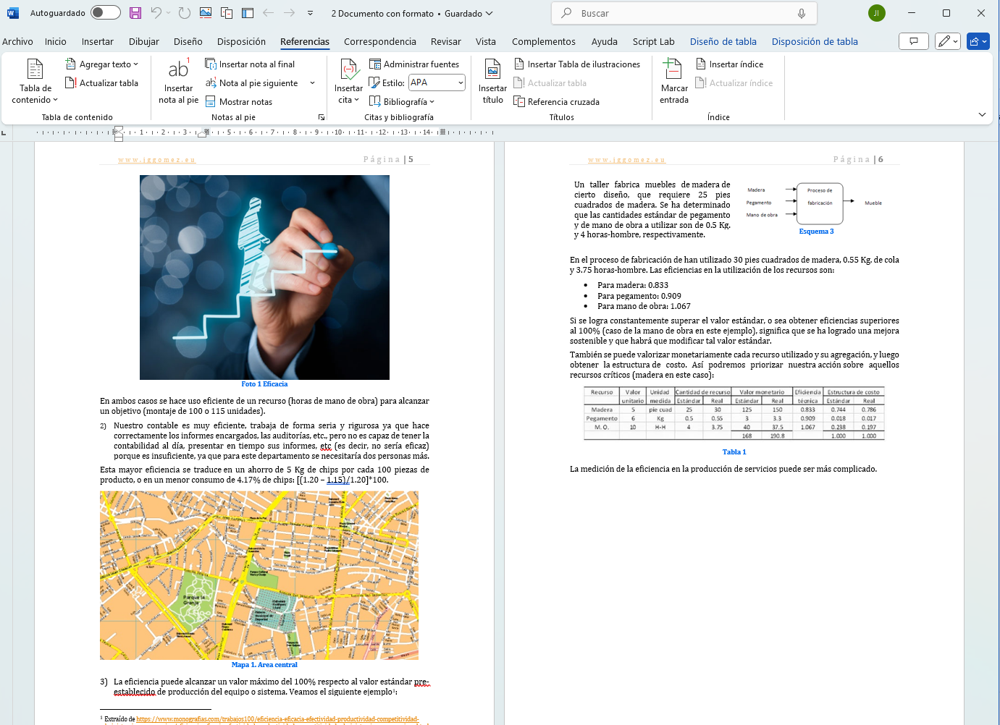 Autoguardado
2 Documento con formato • Guardado
Buscar
JI
Archivo Inicio Insertar Dibujar Diseño Disposición Referencias Correspondencia Revisar Vista Complementos Ayuda Script Lab Diseño de tabla Disposición de tabla
Tabla de contenido
Agregar texto
Actualizar tabla
Tabla de contenido
ab
1
Insertar nota al pie
Insertar nota al final
Nota al pie siguiente
Mostrar notas
Notas al pie
Insertar cita
Administrar fuentes
Estilo: APA
Bibliografía
Citas y bibliografía
Insertar título
Insertar Tabla de ilustraciones
Actualizar tabla
Referencia cruzada
Títulos
Marcar entrada
Insertar índice
Actualizar índice
Índice
1 2 3 5 6 7 8 9 10 11 12 13 14
www.jggomez.eu Página | 5
Foto 1 Eficacia
En ambos casos se hace uso eficiente de un recurso (horas de mano de obra) para alcanzar
un objetivo (montaje de 100 o 115 unidades).
2) Nuestro contable es muy eficiente, trabaja de forma seria y rigurosa ya que hace
correctamente los informes encargados, las auditorías, etc., pero no es capaz de tener la
contabilidad al día, presentar en tiempo sus informes, etc (es decir, no sería eficaz)
porque es insuficiente, ya que para este departamento se necesitaría dos personas más.
Esta mayor eficiencia se traduce en un ahorro de 5 Kg de chips por cada 100 piezas de
producto, o en un menor consumo de 4.17% de chips: [(1.20 – 1.15)/1.20]*100.
Parque la Granja
Mapa 1. Area central
3) La eficiencia puede alcanzar un valor máximo del 100% respecto al valor estándar pre-
establecido de producción del equipo o sistema. Veamos el siguiente ejemplo¹:
¹ Extraído de https://www.monografias.com/trabajos100/eficiencia-eficacia-efectividad-productividad-competitividad-
www.jggomez.eu Página | 6
Un taller fabrica muebles de madera de
cierto diseño, que requiere 25 pies
cuadrados de madera. Se ha determinado
que las cantidades estándar de pegamento
y de mano de obra a utilizar son de 0.5 Kg.
y 4 horas-hombre, respectivamente.
Madera
Pegamento
Mano de obra
Proceso de
fabricación
Mueble
Esquema 3
En el proceso de fabricación de han utilizado 30 pies cuadrados de madera, 0.55 Kg. de cola
y 3.75 horas-hombre. Las eficiencias en la utilización de los recursos son:
• Para madera: 0.833
• Para pegamento: 0.909
• Para mano de obra: 1.067
Si se logra constantemente superar el valor estándar, o sea obtener eficiencias superiores
al 100% (caso de la mano de obra en este ejemplo), significa que se ha logrado una mejora
sostenible y que habrá que modificar tal valor estándar.
También se puede valorizar monetariamente cada recurso utilizado y su agregación, y luego
obtener la estructura de costo. Así podremos priorizar nuestra acción sobre aquellos
recursos críticos (madera en este caso):
Recurso Valor Unidad Cantidad de recurso Valor monetario Eficiencia Estructura de costo
unitario medida Estándar Real Estándar Real técnica Estándar Real
Madera 5 pie cuad 25 30 125 150 0.833 0.744 0.786
Pegamento 6 Kg 0.5 0.55 3 3.3 0.909 0.018 0.017
M. O. 10 H-H 4 3.75 40 37.5 1.067 0.238 0.197
168 190.8 1.000 1.000
Tabla 1
La medición de la eficiencia en la producción de servicios puede ser más complicado.